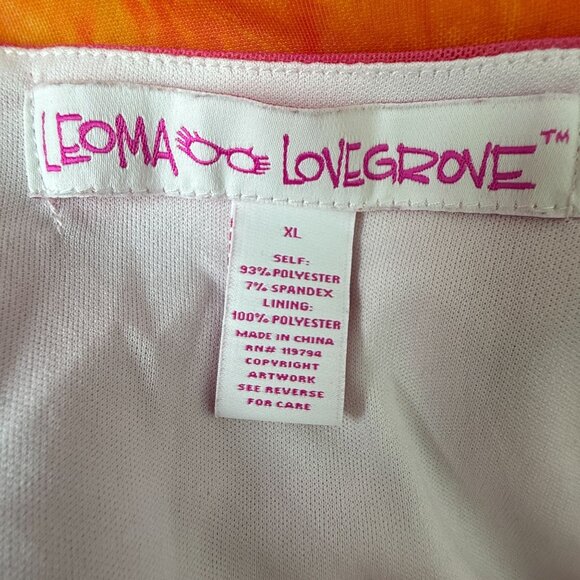 LEOMA LOVEGROVE™
XL
SELF:
93% POLYESTER
7% SPANDEX
LINING:
100% POLYESTER
MADE IN CHINA
RN# 119794
COPYRIGHT
ARTWORK
SEE REVERSE
FOR CARE